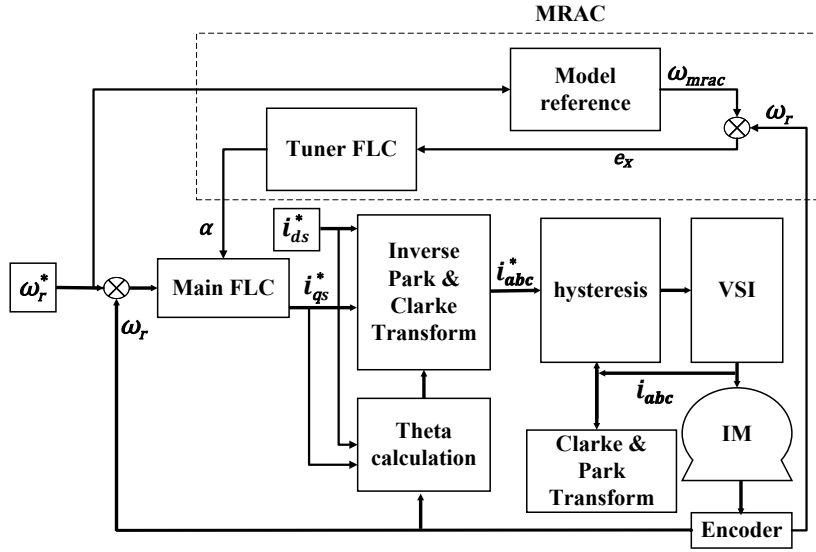 MRAC
Model
reference
ω_mrac
ω_r
Tuner FLC
e_x
α
i*_ds
ω*_r
Main FLC
i*_qs
Inverse
Park &
Clarke
Transform
i*_abc
hysteresis
VSI
ω_r
i_abc
Theta
calculation
Clarke &
Park
Transform
IM
Encoder